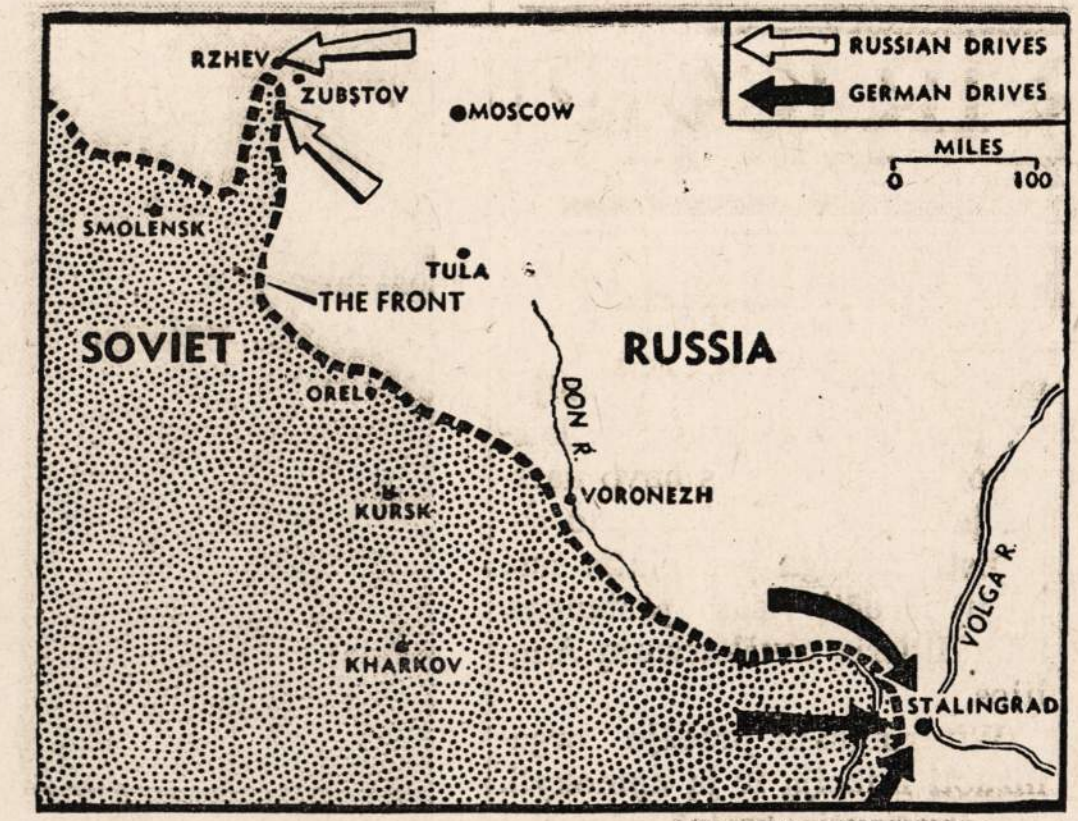 RZHEV
ZUBSTOV
MOSCOW
RUSSIAN DRIVES
GERMAN DRIVES
MILES
0 100
SMOLENSK
TULA
THE FRONT
SOVIET RUSSIA
OREL
DON R.
KURSK
VORONEZH
VOLGA R.
KHARKOV
STALINGRAD